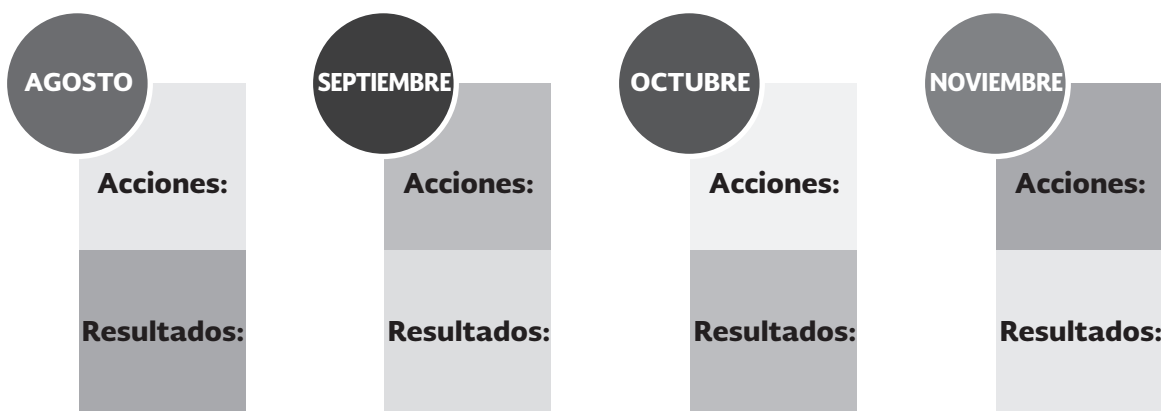 AGOSTO
Acciones:
Resultados:
SEPTIEMBRE
Acciones:
Resultados:
OCTUBRE
Acciones:
Resultados:
NOVIEMBRE
Acciones:
Resultados: